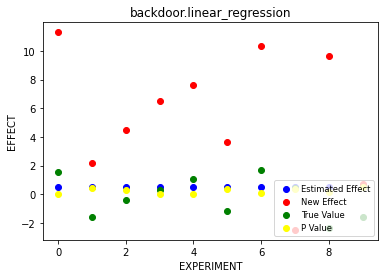 backdoor.linear_regression
EFFECT
10
8
6
4
2
0
−2
Estimated Effect
New Effect
True Value
P Value
0 2 4 6 8
EXPERIMENT